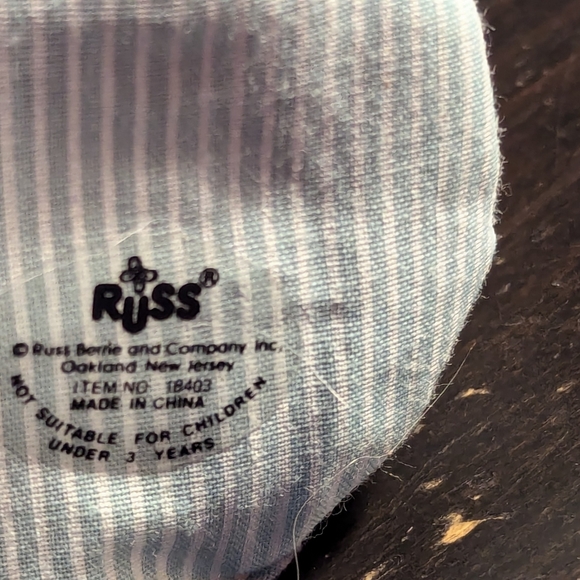 RUSS®
© Russ Berrie and Company Inc.
Oakland New Jersey
ITEM NO 18403
MADE IN CHINA
NOT SUITABLE FOR CHILDREN
UNDER 3 YEARS